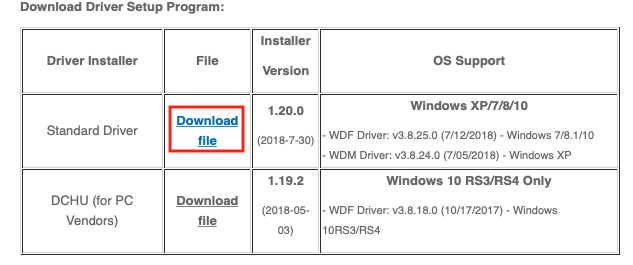 Download Driver Setup Program:
Driver Installer
File
Installer
Version
OS Support
Standard Driver
Download
file
1.20.0
(2018-7-30)
Windows XP/7/8/10
- WDF Driver: v3.8.25.0 (7/12/2018) - Windows 7/8.1/10
- WDM Driver: v3.8.24.0 (7/05/2018) - Windows XP
DCHU (for PC
Vendors)
Download
file
1.19.2
(2018-05-
03)
Windows 10 RS3/RS4 Only
- WDF Driver: v3.8.18.0 (10/17/2017) - Windows
10RS3/RS4